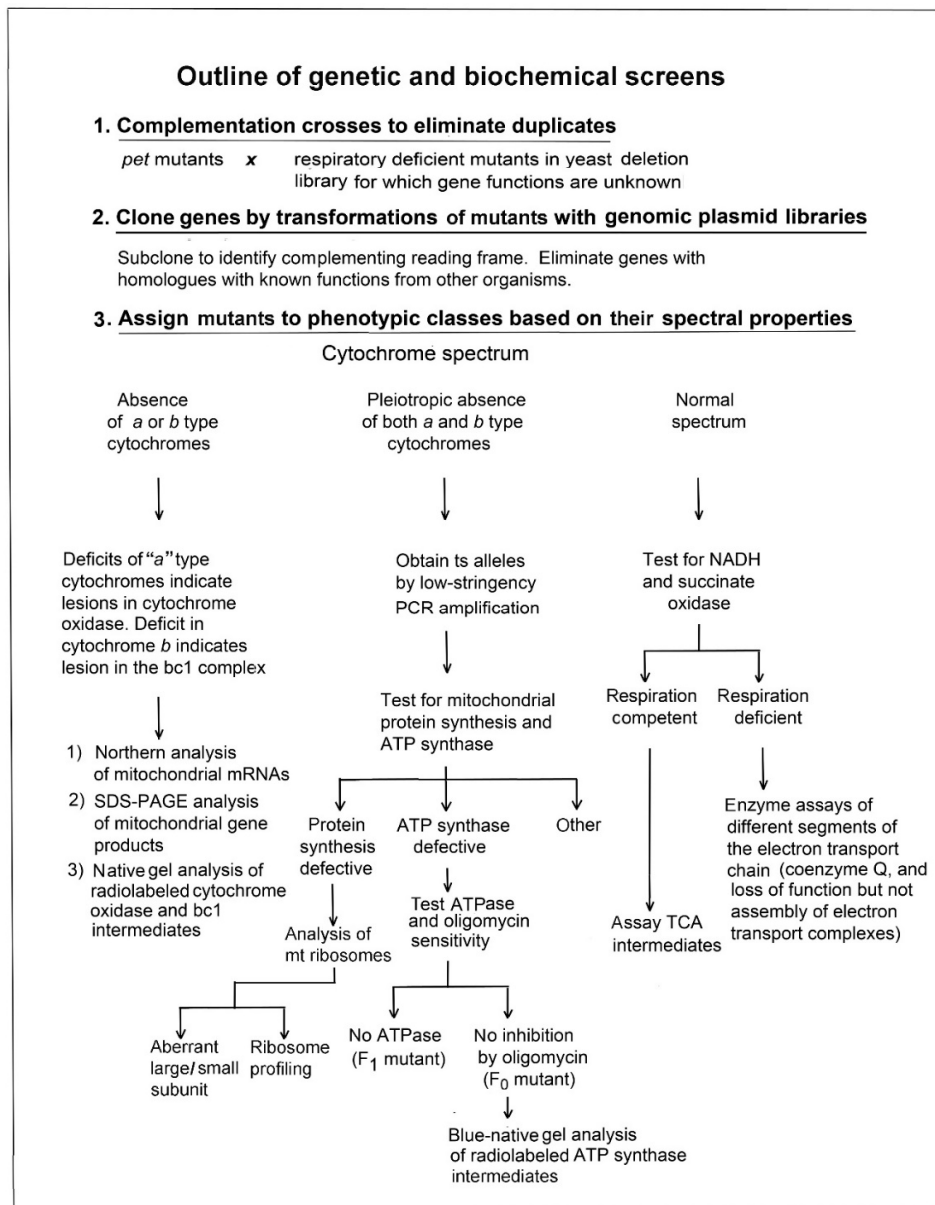 Outline of genetic and biochemical screens
1. Complementation crosses to eliminate duplicates
pet mutants x respiratory deficient mutants in yeast deletion
library for which gene functions are unknown
2. Clone genes by transformations of mutants with genomic plasmid libraries
Subclone to identify complementing reading frame. Eliminate genes with
homologues with known functions from other organisms.
3. Assign mutants to phenotypic classes based on their spectral properties
Cytochrome spectrum
Absence
of a or b type
cytochromes
Pleiotropic absence
of both a and b type
cytochromes
Normal
spectrum
Deficits of "a" type
cytochromes indicate
lesions in cytochrome
oxidase. Deficit in
cytochrome b indicates
lesion in the bc1 complex
Obtain ts alleles
by low-stringency
PCR amplification
Test for NADH
and succinate
oxidase
1) Northern analysis
of mitochondrial mRNAs
2) SDS-PAGE analysis
of mitochondrial gene
products
3) Native gel analysis of
radiolabeled cytochrome
oxidase and bc1
intermediates
Test for mitochondrial
protein synthesis and
ATP synthase
Respiration
competent
Respiration
deficient
Protein
synthesis
defective
ATP synthase
defective
Other
Enzyme assays of
different segments of
the electron transport
chain (coenzyme Q, and
loss of function but not
assembly of electron
transport complexes)
Analysis of
mt ribosomes
Test ATPase
and oligomycin
sensitivity
Assay TCA
intermediates
Aberrant
large/small
subunit
Ribosome
profiling
No ATPase
(F1 mutant)
No inhibition
by oligomycin
(F0 mutant)
Blue-native gel analysis
of radiolabeled ATP synthase
intermediates